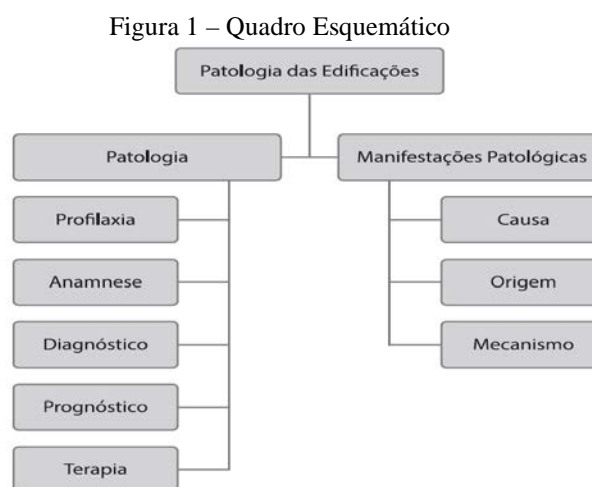 Figura 1 – Quadro Esquemático
Patologia das Edificações
Patologia
Manifestações Patológicas
Profilaxia
Causa
Anamnese
Origem
Diagnóstico
Mecanismo
Prognóstico
Terapia